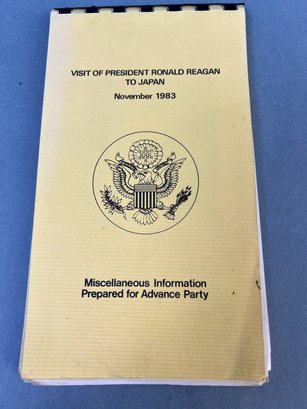 VISIT OF PRESIDENT RONALD REAGAN
TO JAPAN
November 1983
Miscellaneous Information
Prepared for Advance Party